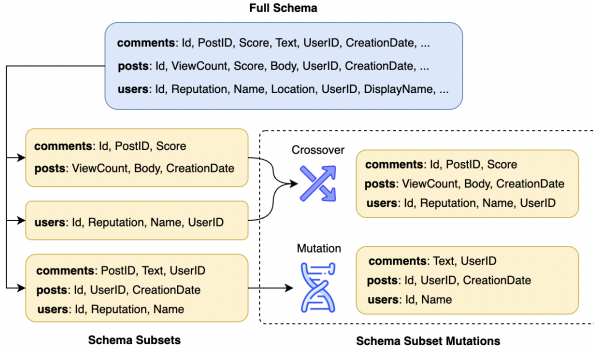 Full Schema
comments: Id, PostID, Score, Text, UserID, CreationDate, ...
posts: Id, ViewCount, Score, Body, UserID, CreationDate, ...
users: Id, Reputation, Name, Location, UserID, DisplayName, ...
comments: Id, PostID, Score
posts: ViewCount, Body, CreationDate
users: Id, Reputation, Name, UserID
comments: PostID, Text, UserID
posts: Id, UserID, CreationDate
users: Id, Reputation, Name
Schema Subsets
Crossover
comments: Id, PostID, Score
posts: ViewCount, Body, CreationDate
users: Id, Reputation, Name, UserID
Mutation
comments: Text, UserID
posts: Id, UserID, CreationDate
users: Id, Name
Schema Subset Mutations